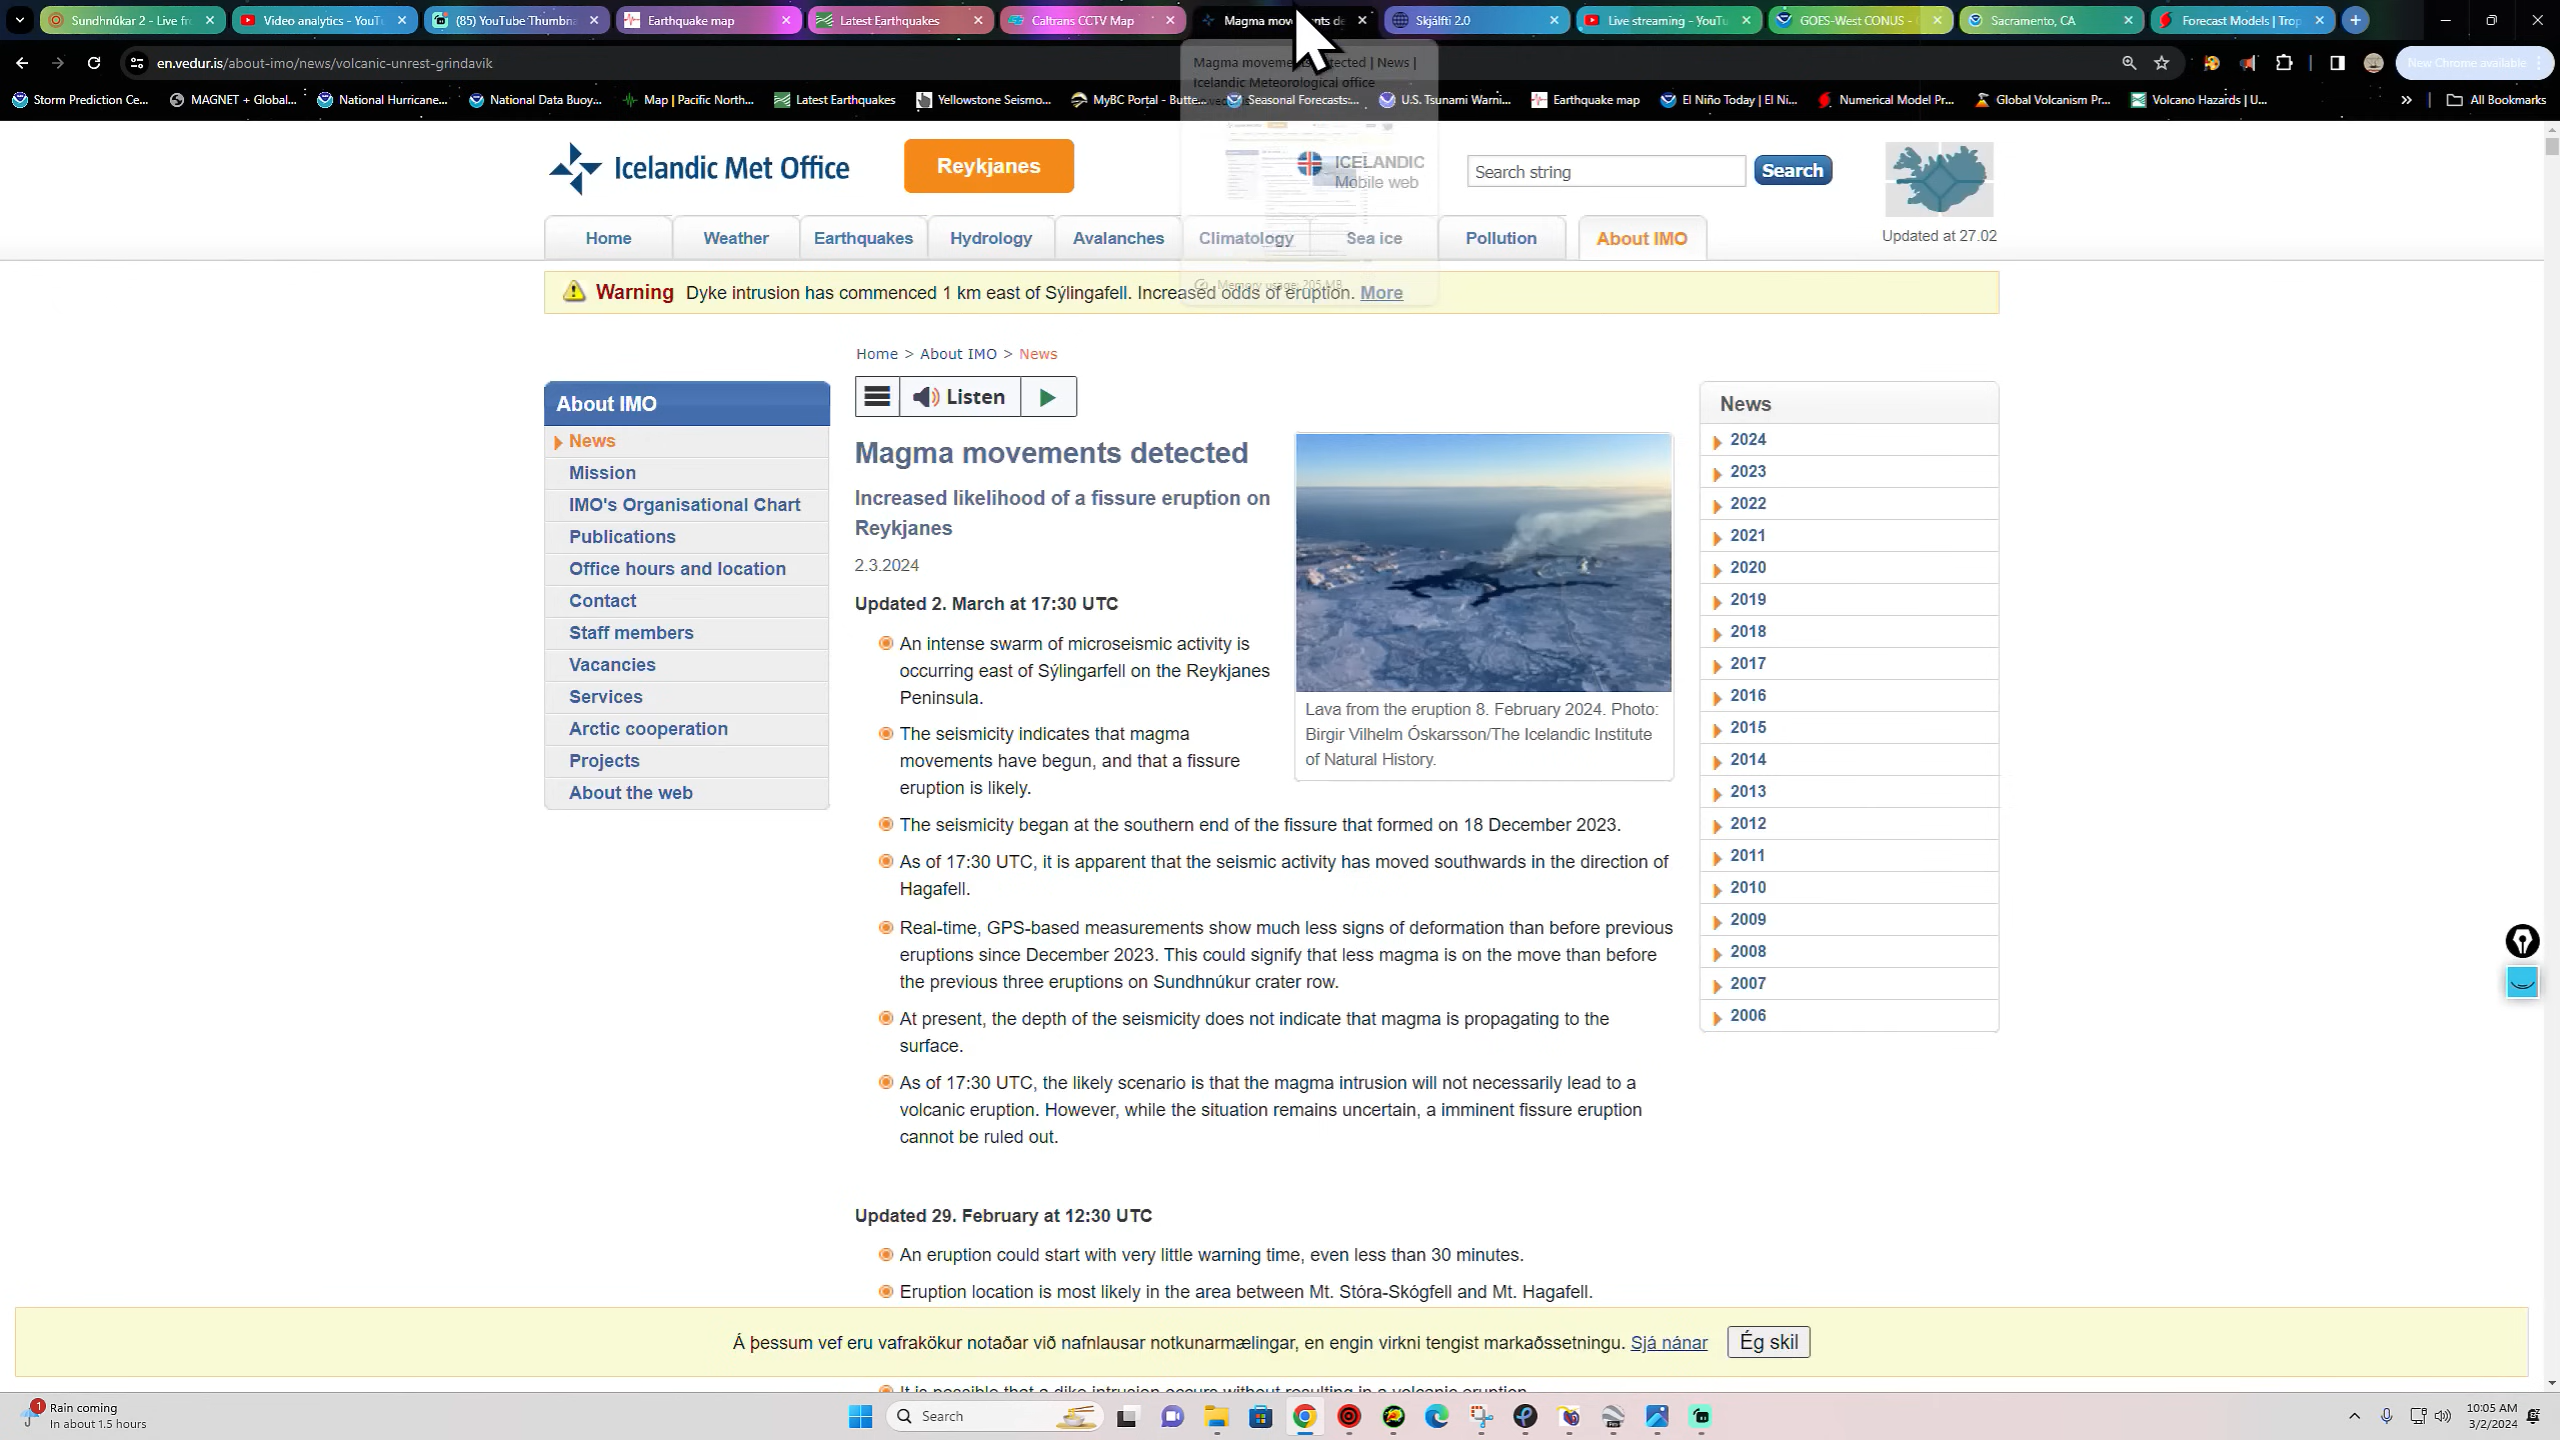 Sundhnúkar 2 - Live fr
Video analytics - YouTu
(85) YouTube Thumbna
Earthquake map
Latest Earthquakes
Caltrans CCTV Map
Magma mov
Skjálfti 2.0
Live streaming - YouTu
GOES-West CONUS -
Sacramento, CA
Forecast Models | Trop
en.vedur.is/about-imo/news/volcanic-unrest-grindavik
New Chrome available
Storm Prediction Ce...
MAGNET + Global...
National Hurricane...
National Data Buoy...
Map | Pacific North...
Latest Earthquakes
Yellowstone Seismo...
MyBC Portal - Butte...
Seasonal Forecasts:...
U.S. Tsunami Warni...
Earthquake map
El Niño Today | El Ni...
Numerical Model Pr...
Global Volcanism Pr...
Volcano Hazards | U...
All Bookmarks
Icelandic Met Office
Reykjanes
ICELANDIC
Mobile web
Search string
Search
Updated at 27.02
Home
Weather
Earthquakes
Hydrology
Avalanches
Climatology
Sea ice
Pollution
About IMO
Warning Dyke intrusion has commenced 1 km east of Sýlingafell. Increased odds of eruption. More
Home > About IMO > News
Listen
About IMO
News
Mission
IMO's Organisational Chart
Publications
Office hours and location
Contact
Staff members
Vacancies
Services
Arctic cooperation
Projects
About the web
Magma movements detected
Increased likelihood of a fissure eruption on
Reykjanes
2.3.2024
Updated 2. March at 17:30 UTC
An intense swarm of microseismic activity is
occurring east of Sýlingarfell on the Reykjanes
Peninsula.
The seismicity indicates that magma
movements have begun, and that a fissure
eruption is likely.
Lava from the eruption 8. February 2024. Photo:
Birgir Vilhelm Óskarsson/The Icelandic Institute
of Natural History.
The seismicity began at the southern end of the fissure that formed on 18 December 2023.
As of 17:30 UTC, it is apparent that the seismic activity has moved southwards in the direction of
Hagafell.
Real-time, GPS-based measurements show much less signs of deformation than before previous
eruptions since December 2023. This could signify that less magma is on the move than before
the previous three eruptions on Sundhnúkur crater row.
At present, the depth of the seismicity does not indicate that magma is propagating to the
surface.
As of 17:30 UTC, the likely scenario is that the magma intrusion will not necessarily lead to a
volcanic eruption. However, while the situation remains uncertain, a imminent fissure eruption
cannot be ruled out.
Updated 29. February at 12:30 UTC
An eruption could start with very little warning time, even less than 30 minutes.
Eruption location is most likely in the area between Mt. Stóra-Skógfell and Mt. Hagafell.
News
2024
2023
2022
2021
2020
2019
2018
2017
2016
2015
2014
2013
2012
2011
2010
2009
2008
2007
2006
Á þessum vef eru vafrakökur notaðar við nafnlausar notkunarmælingar, en engin virkni tengist markaðssetningu. Sjá nánar
Ég skil
It is possible that a dike intrusion occurs without resulting in a volcanic eruption
1
Rain coming
In about 1.5 hours
Search
10:05 AM
3/2/2024